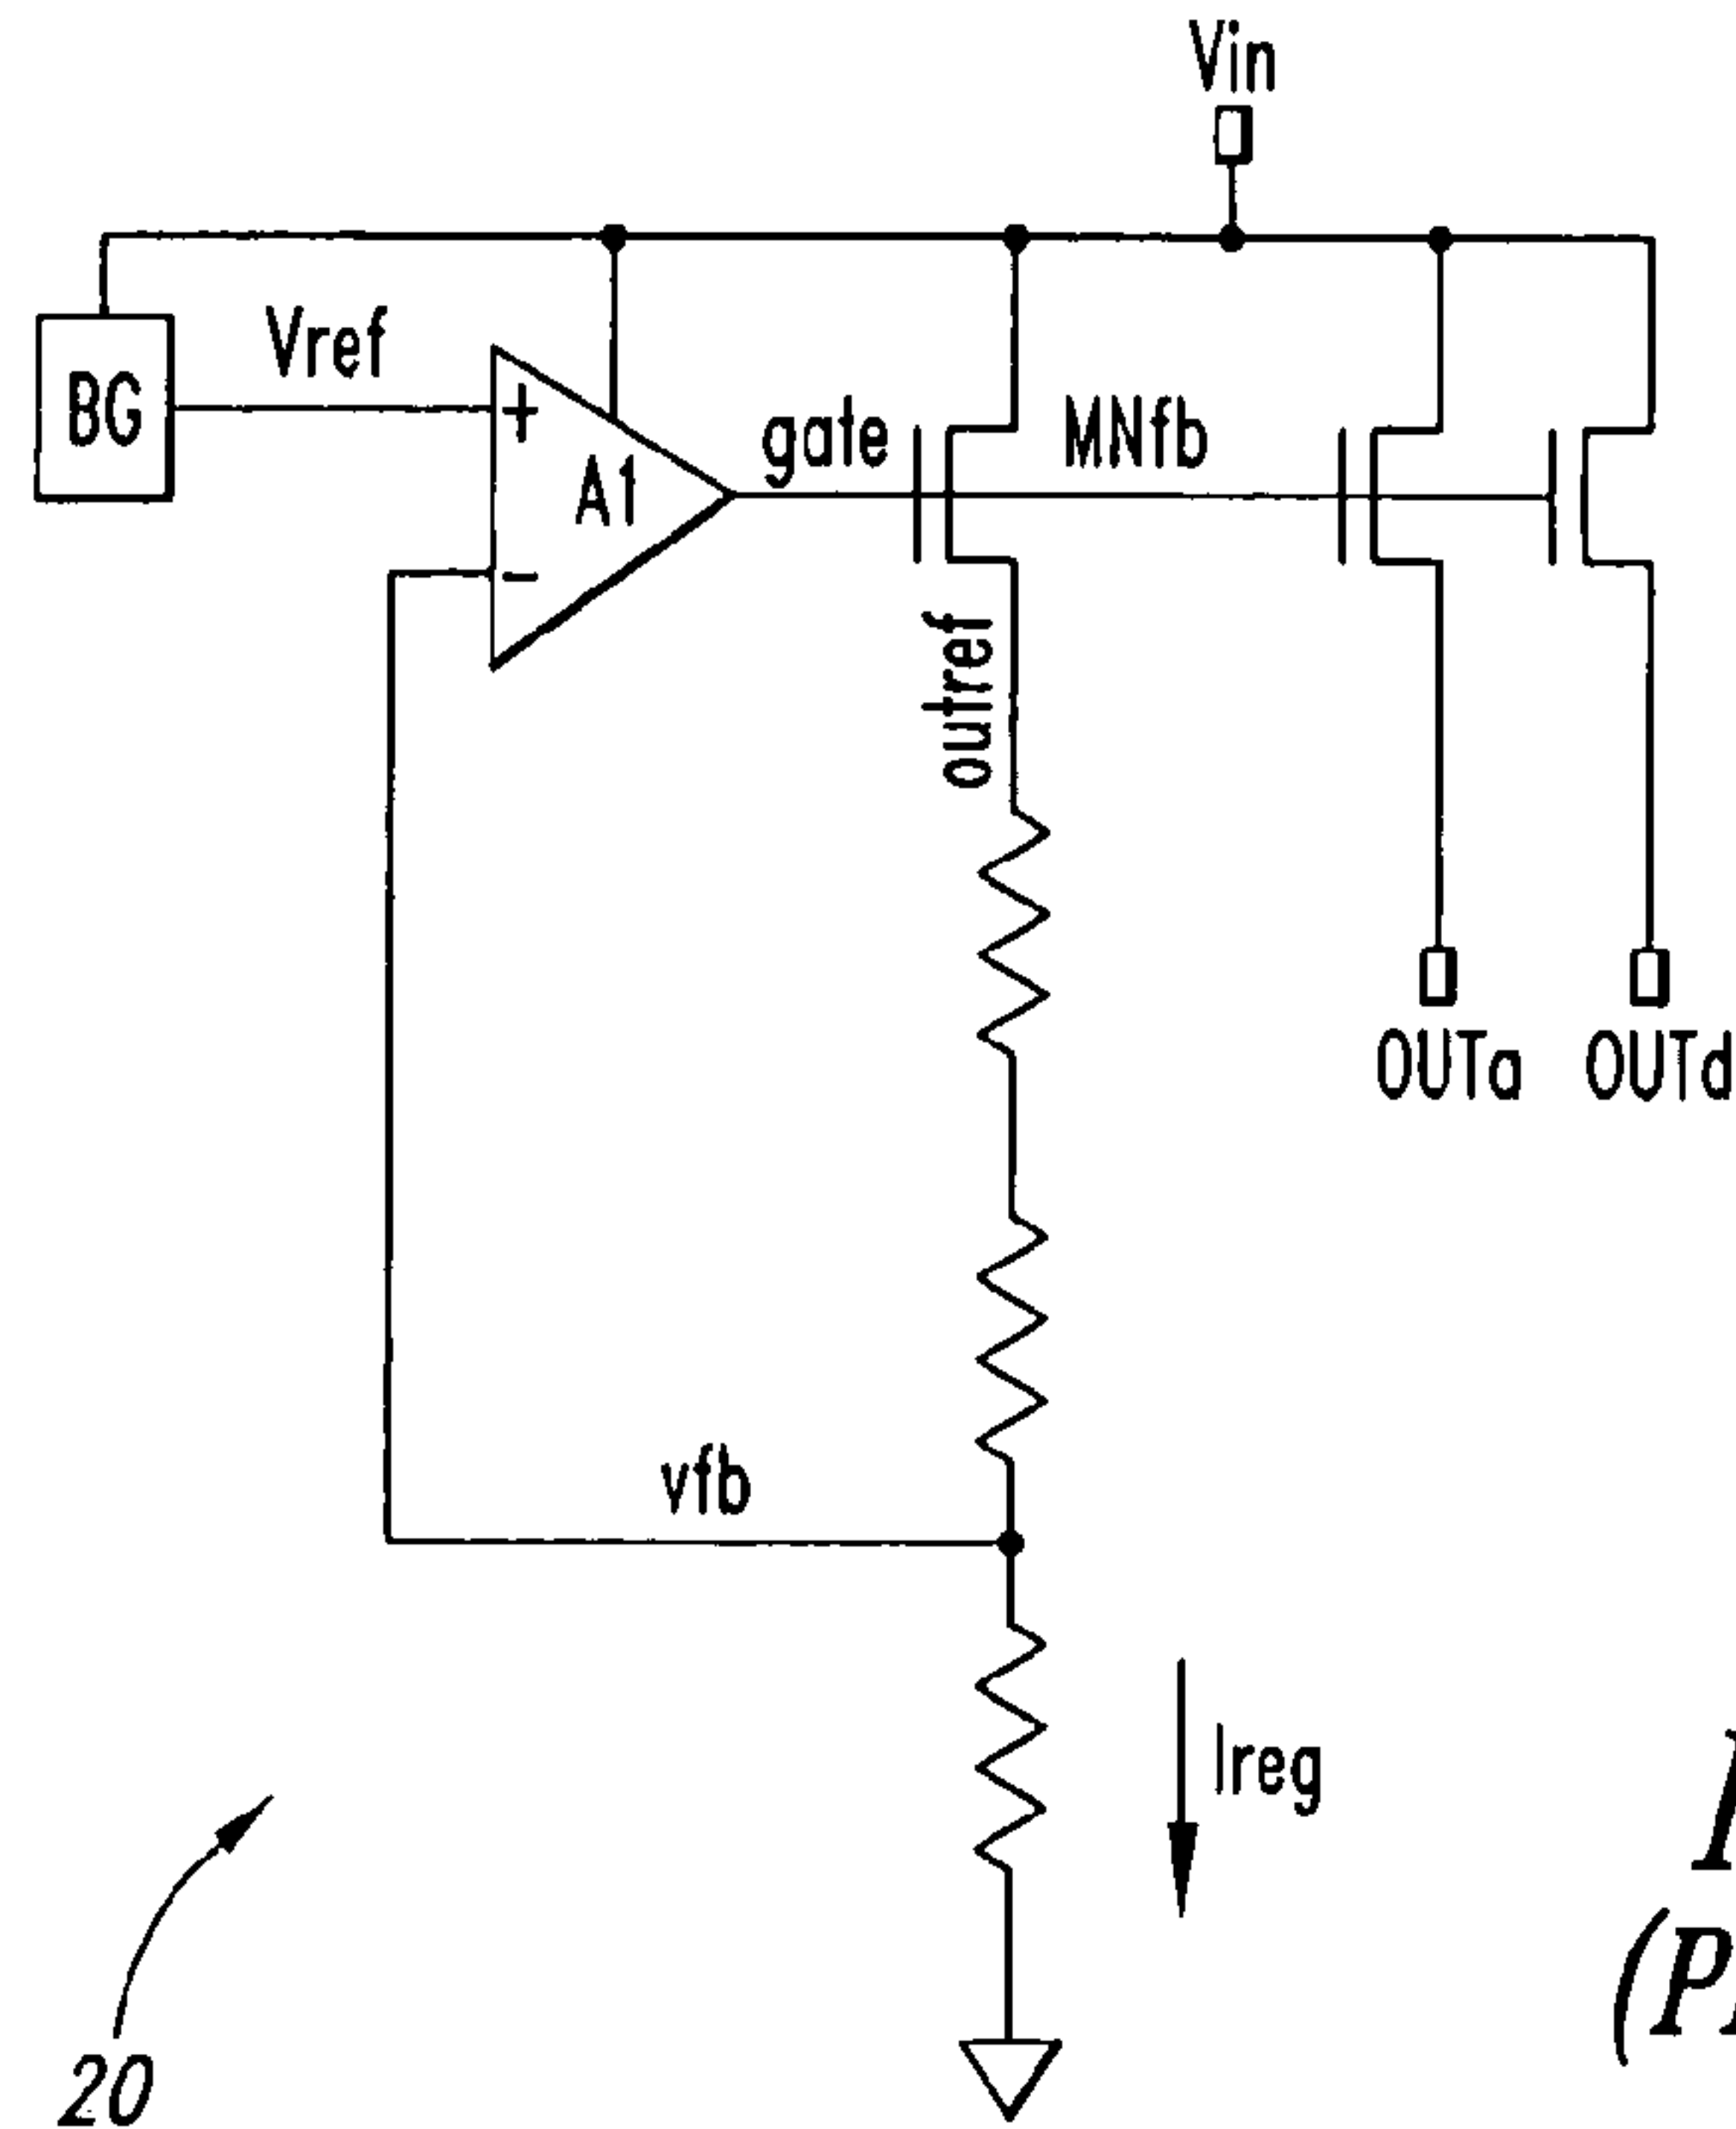 Vin
Vref
BG
+
A1
-
gate
MNfb
outref
OUTa
OUTd
vfb
Ireg
20